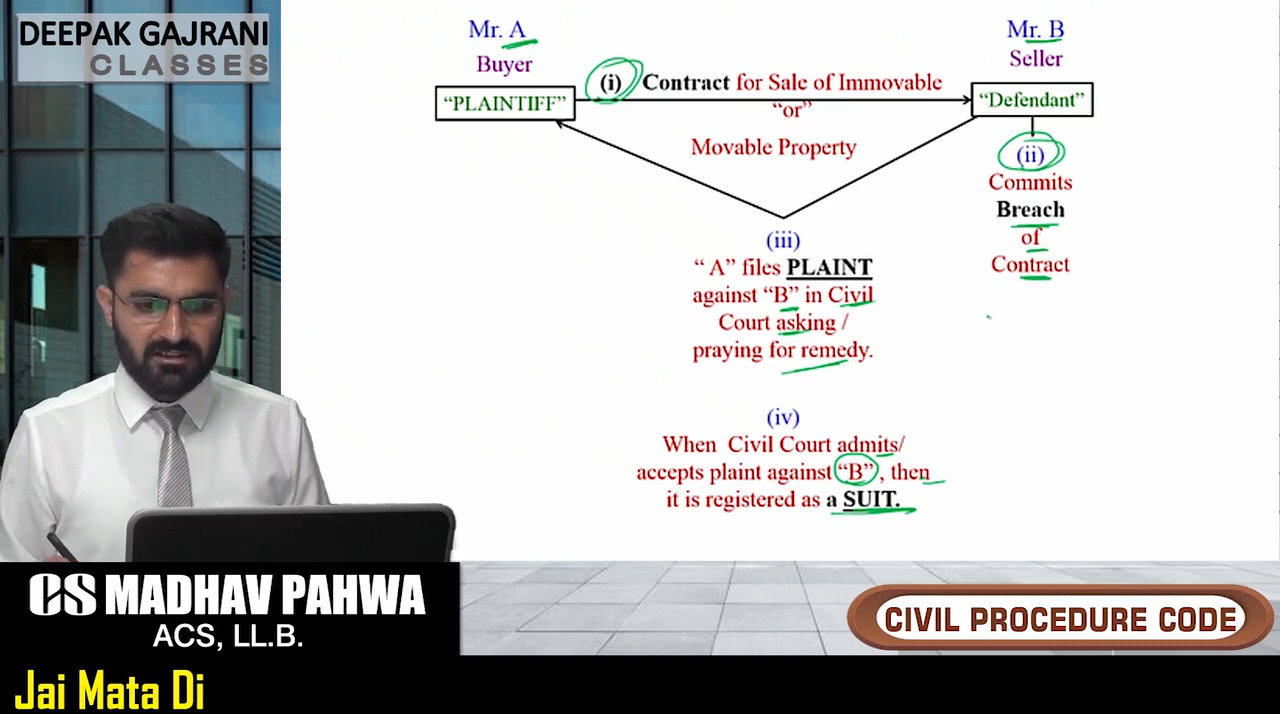 DEEPAK GAJRANI
CLASSES
Mr. A
Buyer
“PLAINTIFF”
(i) Contract for Sale of Immovable
“or”
Movable Property
Mr. B
Seller
“Defendant”
(ii)
Commits
Breach
of
Contract
(iii)
“ A” files PLAINT
against “B” in Civil
Court asking /
praying for remedy.
(iv)
When Civil Court admits/
accepts plaint against “B” , then
it is registered as a SUIT.
CS MADHAV PAHWA
ACS, LL.B.
CIVIL PROCEDURE CODE
Jai Mata Di